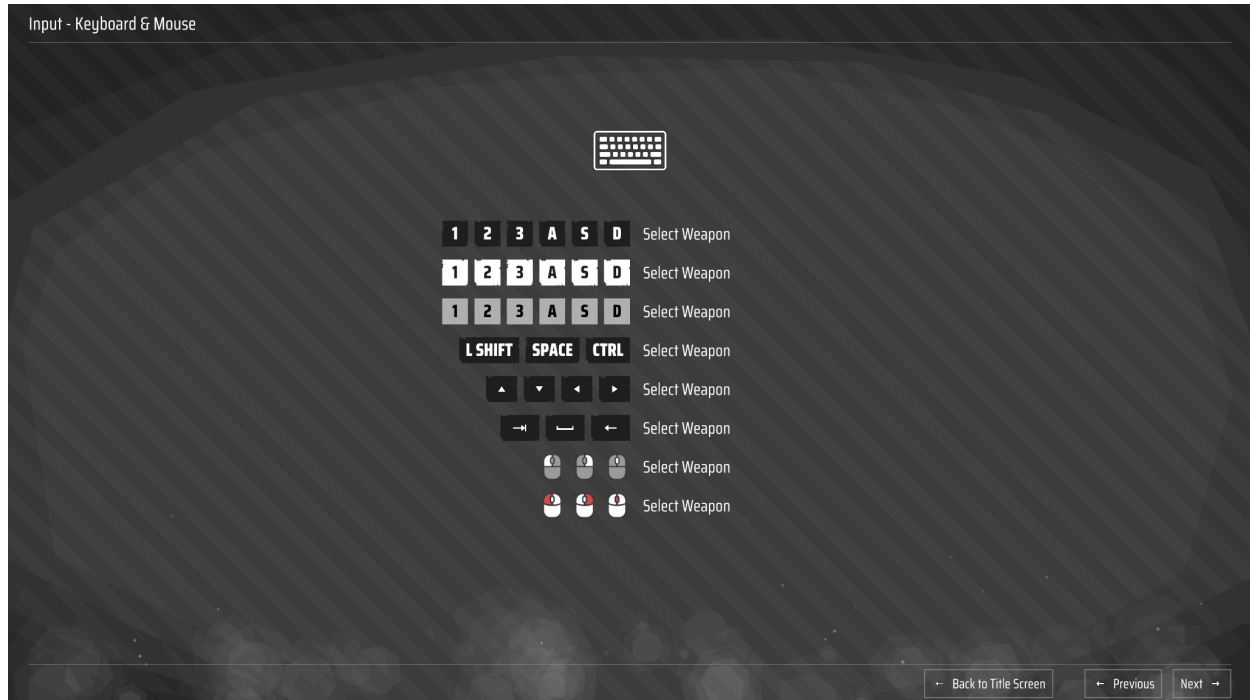 Input - Keyboard & Mouse
1 2 3 A S D Select Weapon
1 2 3 A S D Select Weapon
1 2 3 A S D Select Weapon
L SHIFT SPACE CTRL Select Weapon
▲ ▼ ◀ ▶ Select Weapon
⇥ ⎵ ← Select Weapon
Select Weapon
Select Weapon
← Back to Title Screen ← Previous Next →